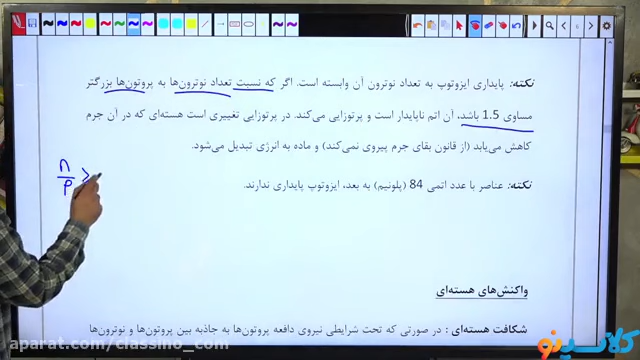 نکته: پایداری ایزوتوپ به تعداد نوترون آن وابسته است. اگر که نسبت تعداد نوترون‌ها به پروتون‌ها بزرگتر
مساوی 1.5 باشد، آن اتم ناپایدار است و پرتوزایی می‌کند. در پرتوزایی تغییری است هسته‌ای که در آن جرم
کاهش می‌یابد (از قانون بقای جرم پیروی نمی‌کند) و ماده به انرژی تبدیل می‌شود.
n/p >
نکته: عناصر با عدد اتمی 84 (پلونیم) به بعد، ایزوتوپ پایداری ندارند.
واکنش‌های هسته‌ای
شکافت هسته‌ای : در صورتی که تحت شرایطی نیروی دافعه پروتون‌ها به جاذبه بین پروتون‌ها و نوترون‌ها
aparat.com/classino_com
کلاسینو